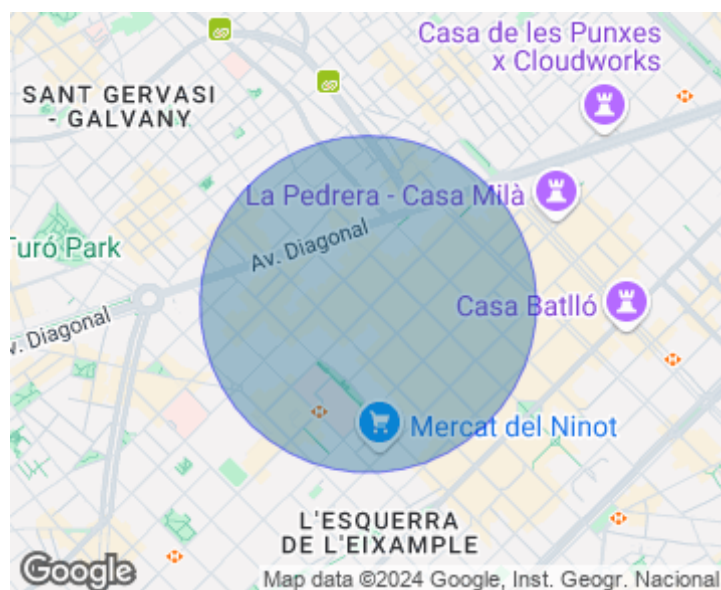 Casa de les Punxes
x Cloudworks
SANT GERVASI
- GALVANY
La Pedrera - Casa Milà
Turó Park
Av. Diagonal
Casa Batlló
v. Diagonal
Mercat del Ninot
L'ESQUERRA
DE L'EIXAMPLE
Google
Map data ©2024 Google, Inst. Geogr. Nacional